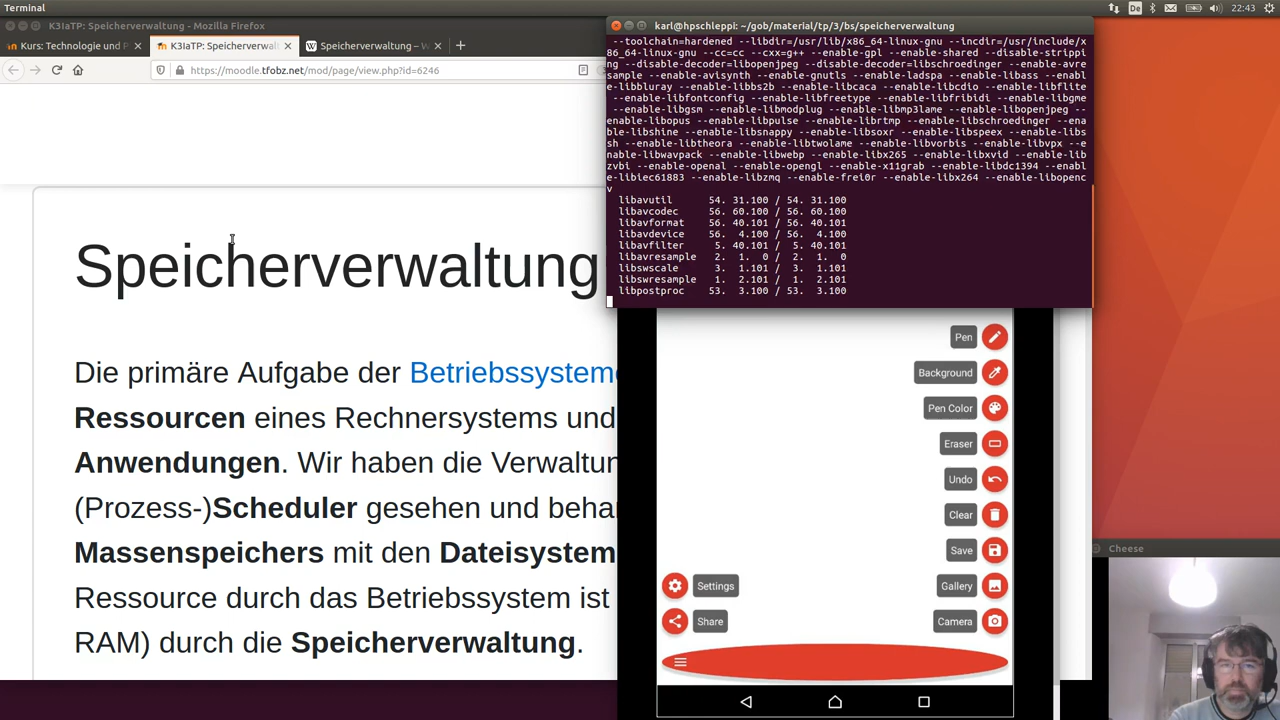 Terminal
De
22:43
K3IaTP: Speicherverwaltung - Mozilla Firefox
Kurs: Technologie und P
K3IaTP: Speicherverwal
Speicherverwaltung – W
https://moodle.tfobz.net/mod/page/view.php?id=6246
Speicherverwaltung
Die primäre Aufgabe der Betriebssysteme
Ressourcen eines Rechnersystems und
Anwendungen. Wir haben die Verwaltun
(Prozess-)Scheduler gesehen und behan
Massenspeichers mit den Dateisystem
Ressource durch das Betriebssystem ist
RAM) durch die Speicherverwaltung.
karl@hpschleppi: ~/gob/material/tp/3/bs/speicherverwaltung
--toolchain=hardened --libdir=/usr/lib/x86_64-linux-gnu --incdir=/usr/include/x
86_64-linux-gnu --cc=cc --cxx=g++ --enable-gpl --enable-shared --disable-strippi
ng --disable-decoder=libopenjpeg --disable-decoder=libschroedinger --enable-avre
sample --enable-avisynth --enable-gnutls --enable-ladspa --enable-libass --enabl
e-libbluray --enable-libbs2b --enable-libcaca --enable-libcdio --enable-libflite
--enable-libfontconfig --enable-libfreetype --enable-libfribidi --enable-libgme
--enable-libgsm --enable-libmodplug --enable-libmp3lame --enable-libopenjpeg --
enable-libopus --enable-libpulse --enable-librtmp --enable-libschroedinger --ena
ble-libshine --enable-libsnappy --enable-libsoxr --enable-libspeex --enable-libs
sh --enable-libtheora --enable-libtwolame --enable-libvorbis --enable-libvpx --e
nable-libwavpack --enable-libwebp --enable-libx265 --enable-libxvid --enable-lib
zvbi --enable-openal --enable-opengl --enable-x11grab --enable-libdc1394 --enabl
e-libiec61883 --enable-libzmq --enable-frei0r --enable-libx264 --enable-libopenc
v
libavutil 54. 31.100 / 54. 31.100
libavcodec 56. 60.100 / 56. 60.100
libavformat 56. 40.101 / 56. 40.101
libavdevice 56. 4.100 / 56. 4.100
libavfilter 5. 40.101 / 5. 40.101
libavresample 2. 1. 0 / 2. 1. 0
libswscale 3. 1.101 / 3. 1.101
libswresample 1. 2.101 / 1. 2.101
libpostproc 53. 3.100 / 53. 3.100
Pen
Background
Pen Color
Eraser
Undo
Clear
Save
Gallery
Camera
Settings
Share
Cheese